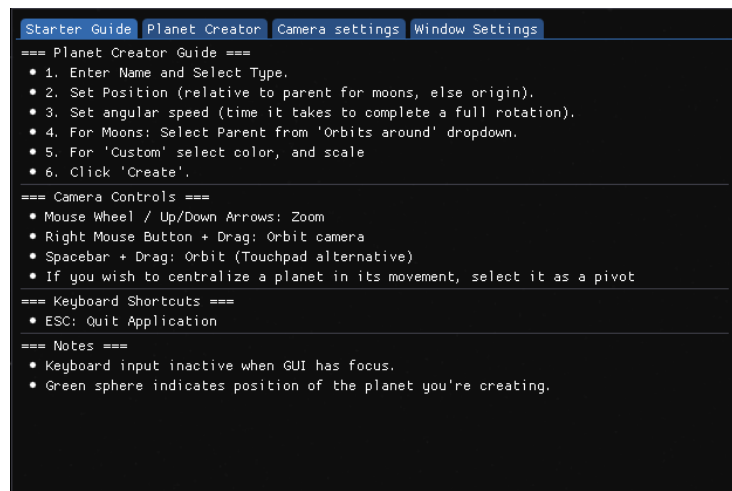 Starter Guide Planet Creator Camera settings Window Settings
=== Planet Creator Guide ===
• 1. Enter Name and Select Type.
• 2. Set Position (relative to parent for moons, else origin).
• 3. Set angular speed (time it takes to complete a full rotation).
• 4. For Moons: Select Parent from 'Orbits around' dropdown.
• 5. For 'Custom' select color, and scale
• 6. Click 'Create'.
=== Camera Controls ===
• Mouse Wheel / Up/Down Arrows: Zoom
• Right Mouse Button + Drag: Orbit camera
• Spacebar + Drag: Orbit (Touchpad alternative)
• If you wish to centralize a planet in its movement, select it as a pivot
=== Keyboard Shortcuts ===
• ESC: Quit Application
=== Notes ===
• Keyboard input inactive when GUI has focus.
• Green sphere indicates position of the planet you're creating.